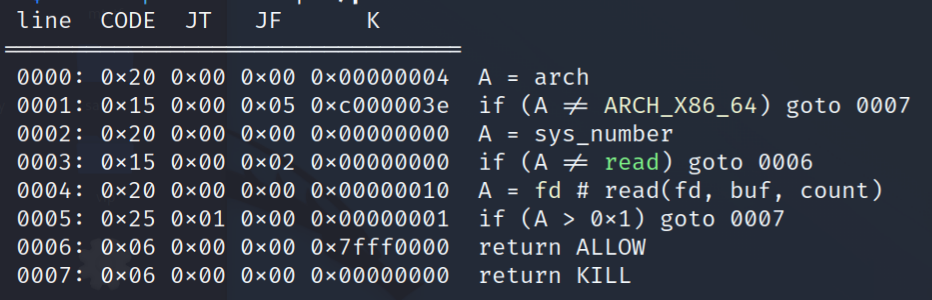 line CODE JT JF K
0000: 0×20 0×00 0×00 0×00000004 A = arch
0001: 0×15 0×00 0×05 0×c000003e if (A ≠ ARCH_X86_64) goto 0007
0002: 0×20 0×00 0×00 0×00000000 A = sys_number
0003: 0×15 0×00 0×02 0×00000000 if (A ≠ read) goto 0006
0004: 0×20 0×00 0×00 0×00000010 A = fd # read(fd, buf, count)
0005: 0×25 0×01 0×00 0×00000001 if (A > 0×1) goto 0007
0006: 0×06 0×00 0×00 0×7fff0000 return ALLOW
0007: 0×06 0×00 0×00 0×00000000 return KILL